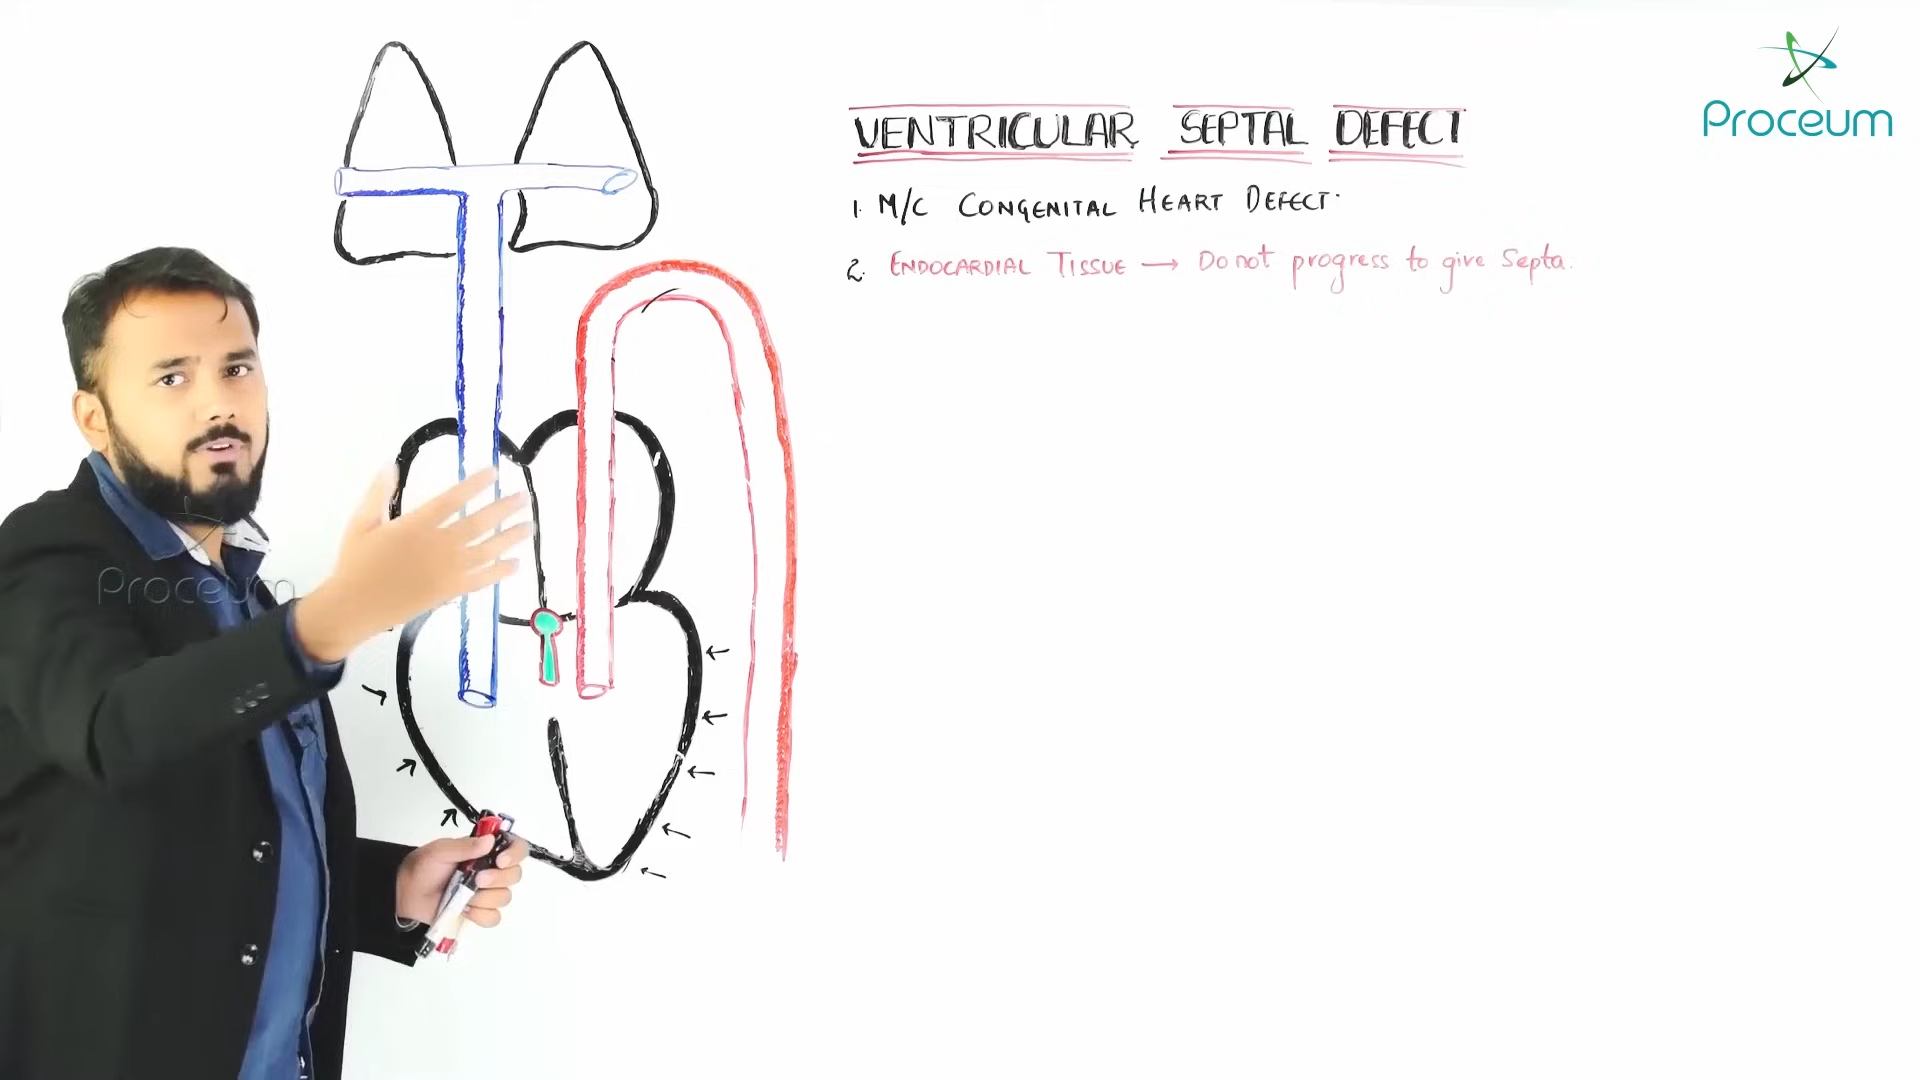 Proceum
VENTRICULAR SEPTAL DEFECT
1. M/C CONGENITAL HEART DEFECT.
2. ENDOCARDIAL TISSUE → Do not progress to give Septa.
Proceum